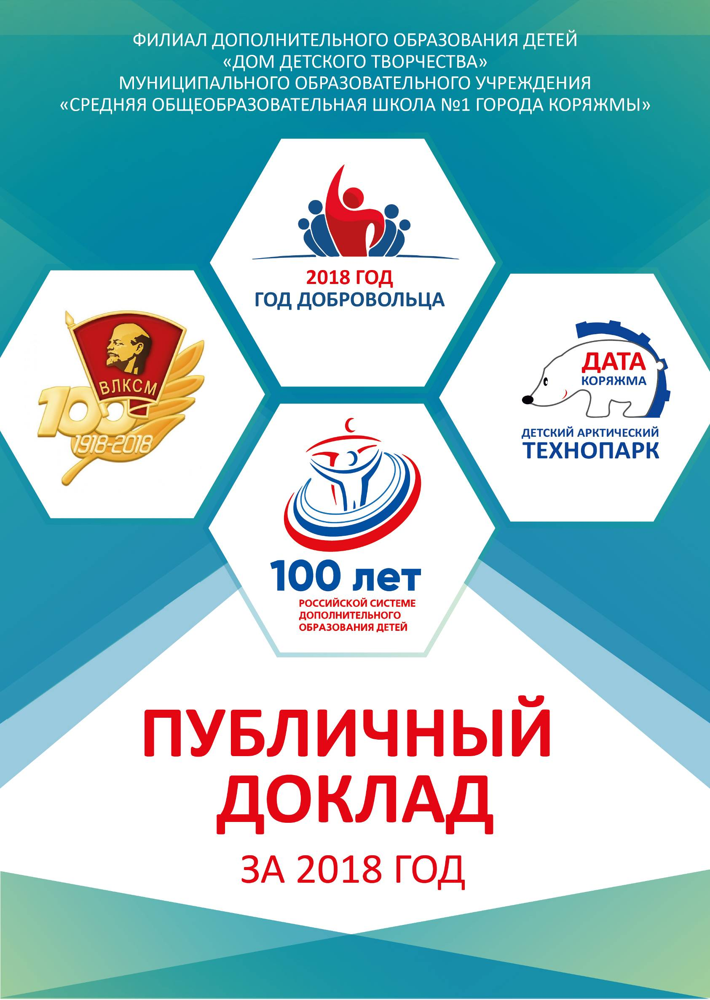 ФИЛИАЛ ДОПОЛНИТЕЛЬНОГО ОБРАЗОВАНИЯ ДЕТЕЙ
«ДОМ ДЕТСКОГО ТВОРЧЕСТВА»
МУНИЦИПАЛЬНОГО ОБРАЗОВАТЕЛЬНОГО УЧРЕЖДЕНИЯ
«СРЕДНЯЯ ОБЩЕОБРАЗОВАТЕЛЬНАЯ ШКОЛА №1 ГОРОДА КОРЯЖМЫ»
2018 ГОД
ГОД ДОБРОВОЛЬЦА
ВЛКСМ
100
1918-2018
ДАТА
КОРЯЖМА
ДЕТСКИЙ АРКТИЧЕСКИЙ
ТЕХНОПАРК
100 лет
РОССИЙСКОЙ СИСТЕМЕ
ДОПОЛНИТЕЛЬНОГО
ОБРАЗОВАНИЯ ДЕТЕЙ
ПУБЛИЧНЫЙ
ДОКЛАД
ЗА 2018 ГОД